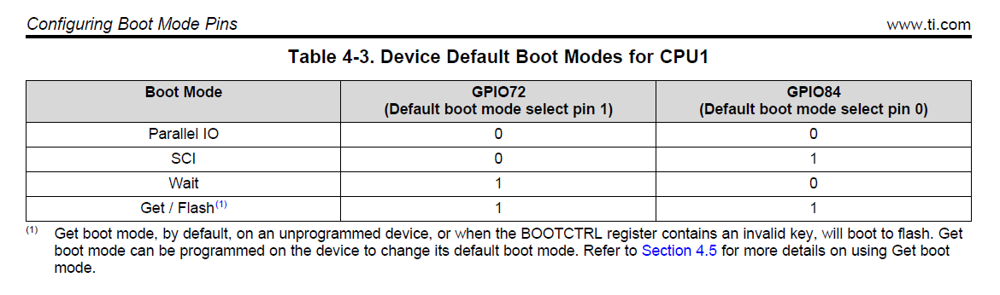 Configuring Boot Mode Pins www.ti.com
Table 4-3. Device Default Boot Modes for CPU1
Boot Mode GPIO72 GPIO84
(Default boot mode select pin 1) (Default boot mode select pin 0)
Parallel IO 0 0
SCI 0 1
Wait 1 0
Get / Flash(1) 1 1
(1) Get boot mode, by default, on an unprogrammed device, or when the BOOTCTRL register contains an invalid key, will boot to flash. Get
boot mode can be programmed on the device to change its default boot mode. Refer to Section 4.5 for more details on using Get boot
mode.